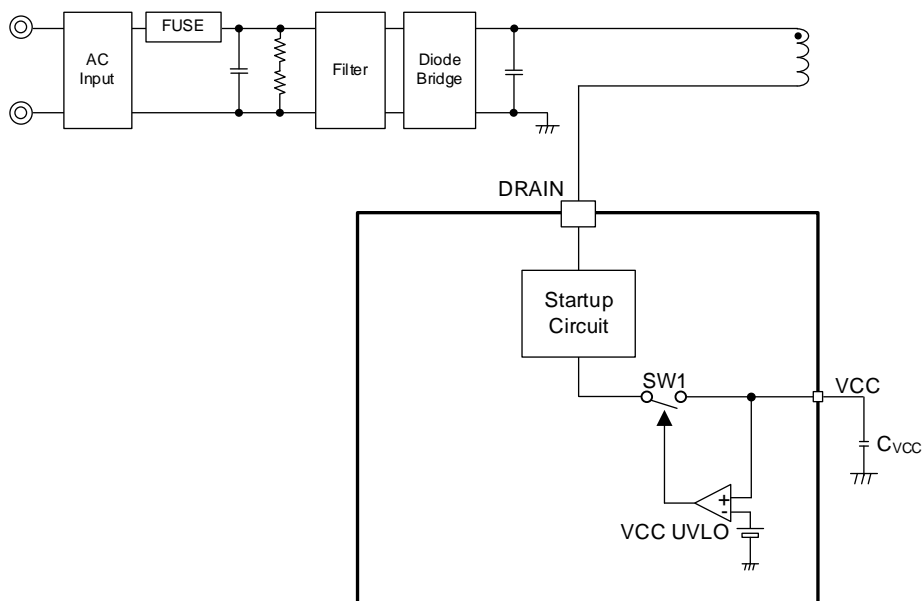 FUSE
AC
Input
Filter
Diode
Bridge
DRAIN
Startup
Circuit
SW1
VCC
CVCC
+
-
VCC UVLO